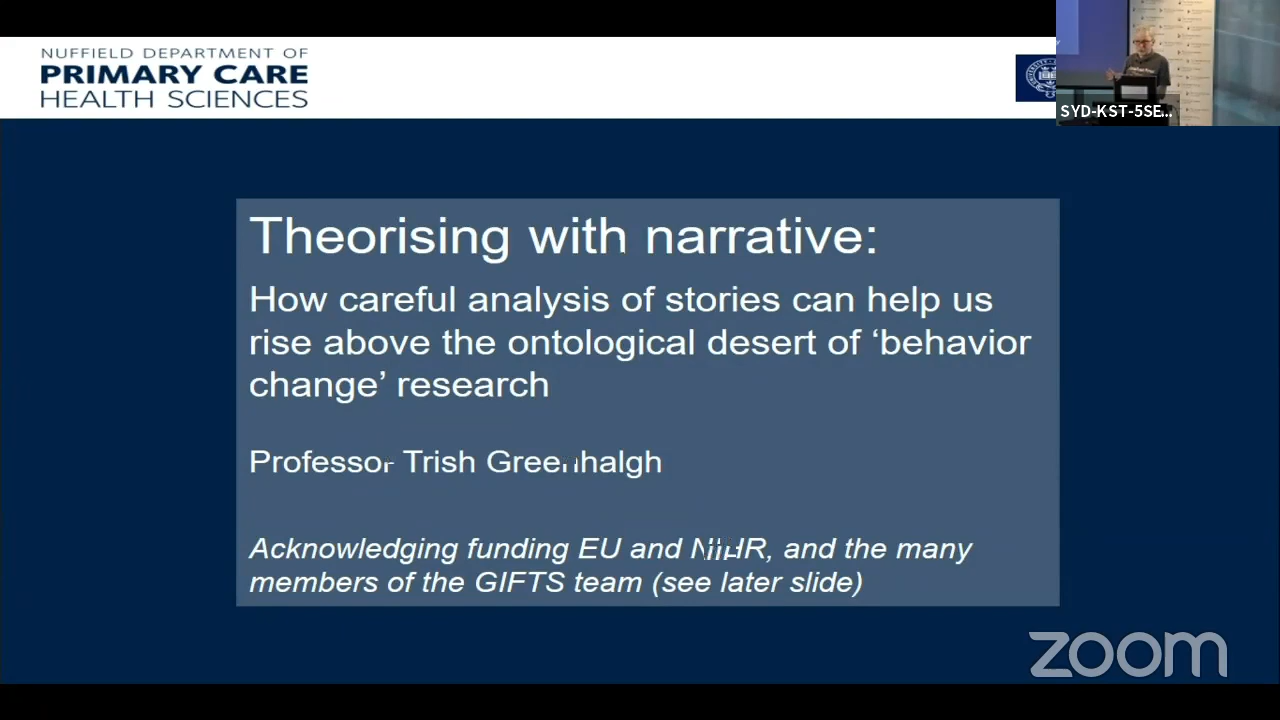 NUFFIELD DEPARTMENT OF
PRIMARY CARE
HEALTH SCIENCES
SYD-KST-5SE...
Theorising with narrative:
How careful analysis of stories can help us
rise above the ontological desert of ‘behavior
change’ research
Professor Trish Greenhalgh
Acknowledging funding EU and NIHR, and the many
members of the GIFTS team (see later slide)
zoom